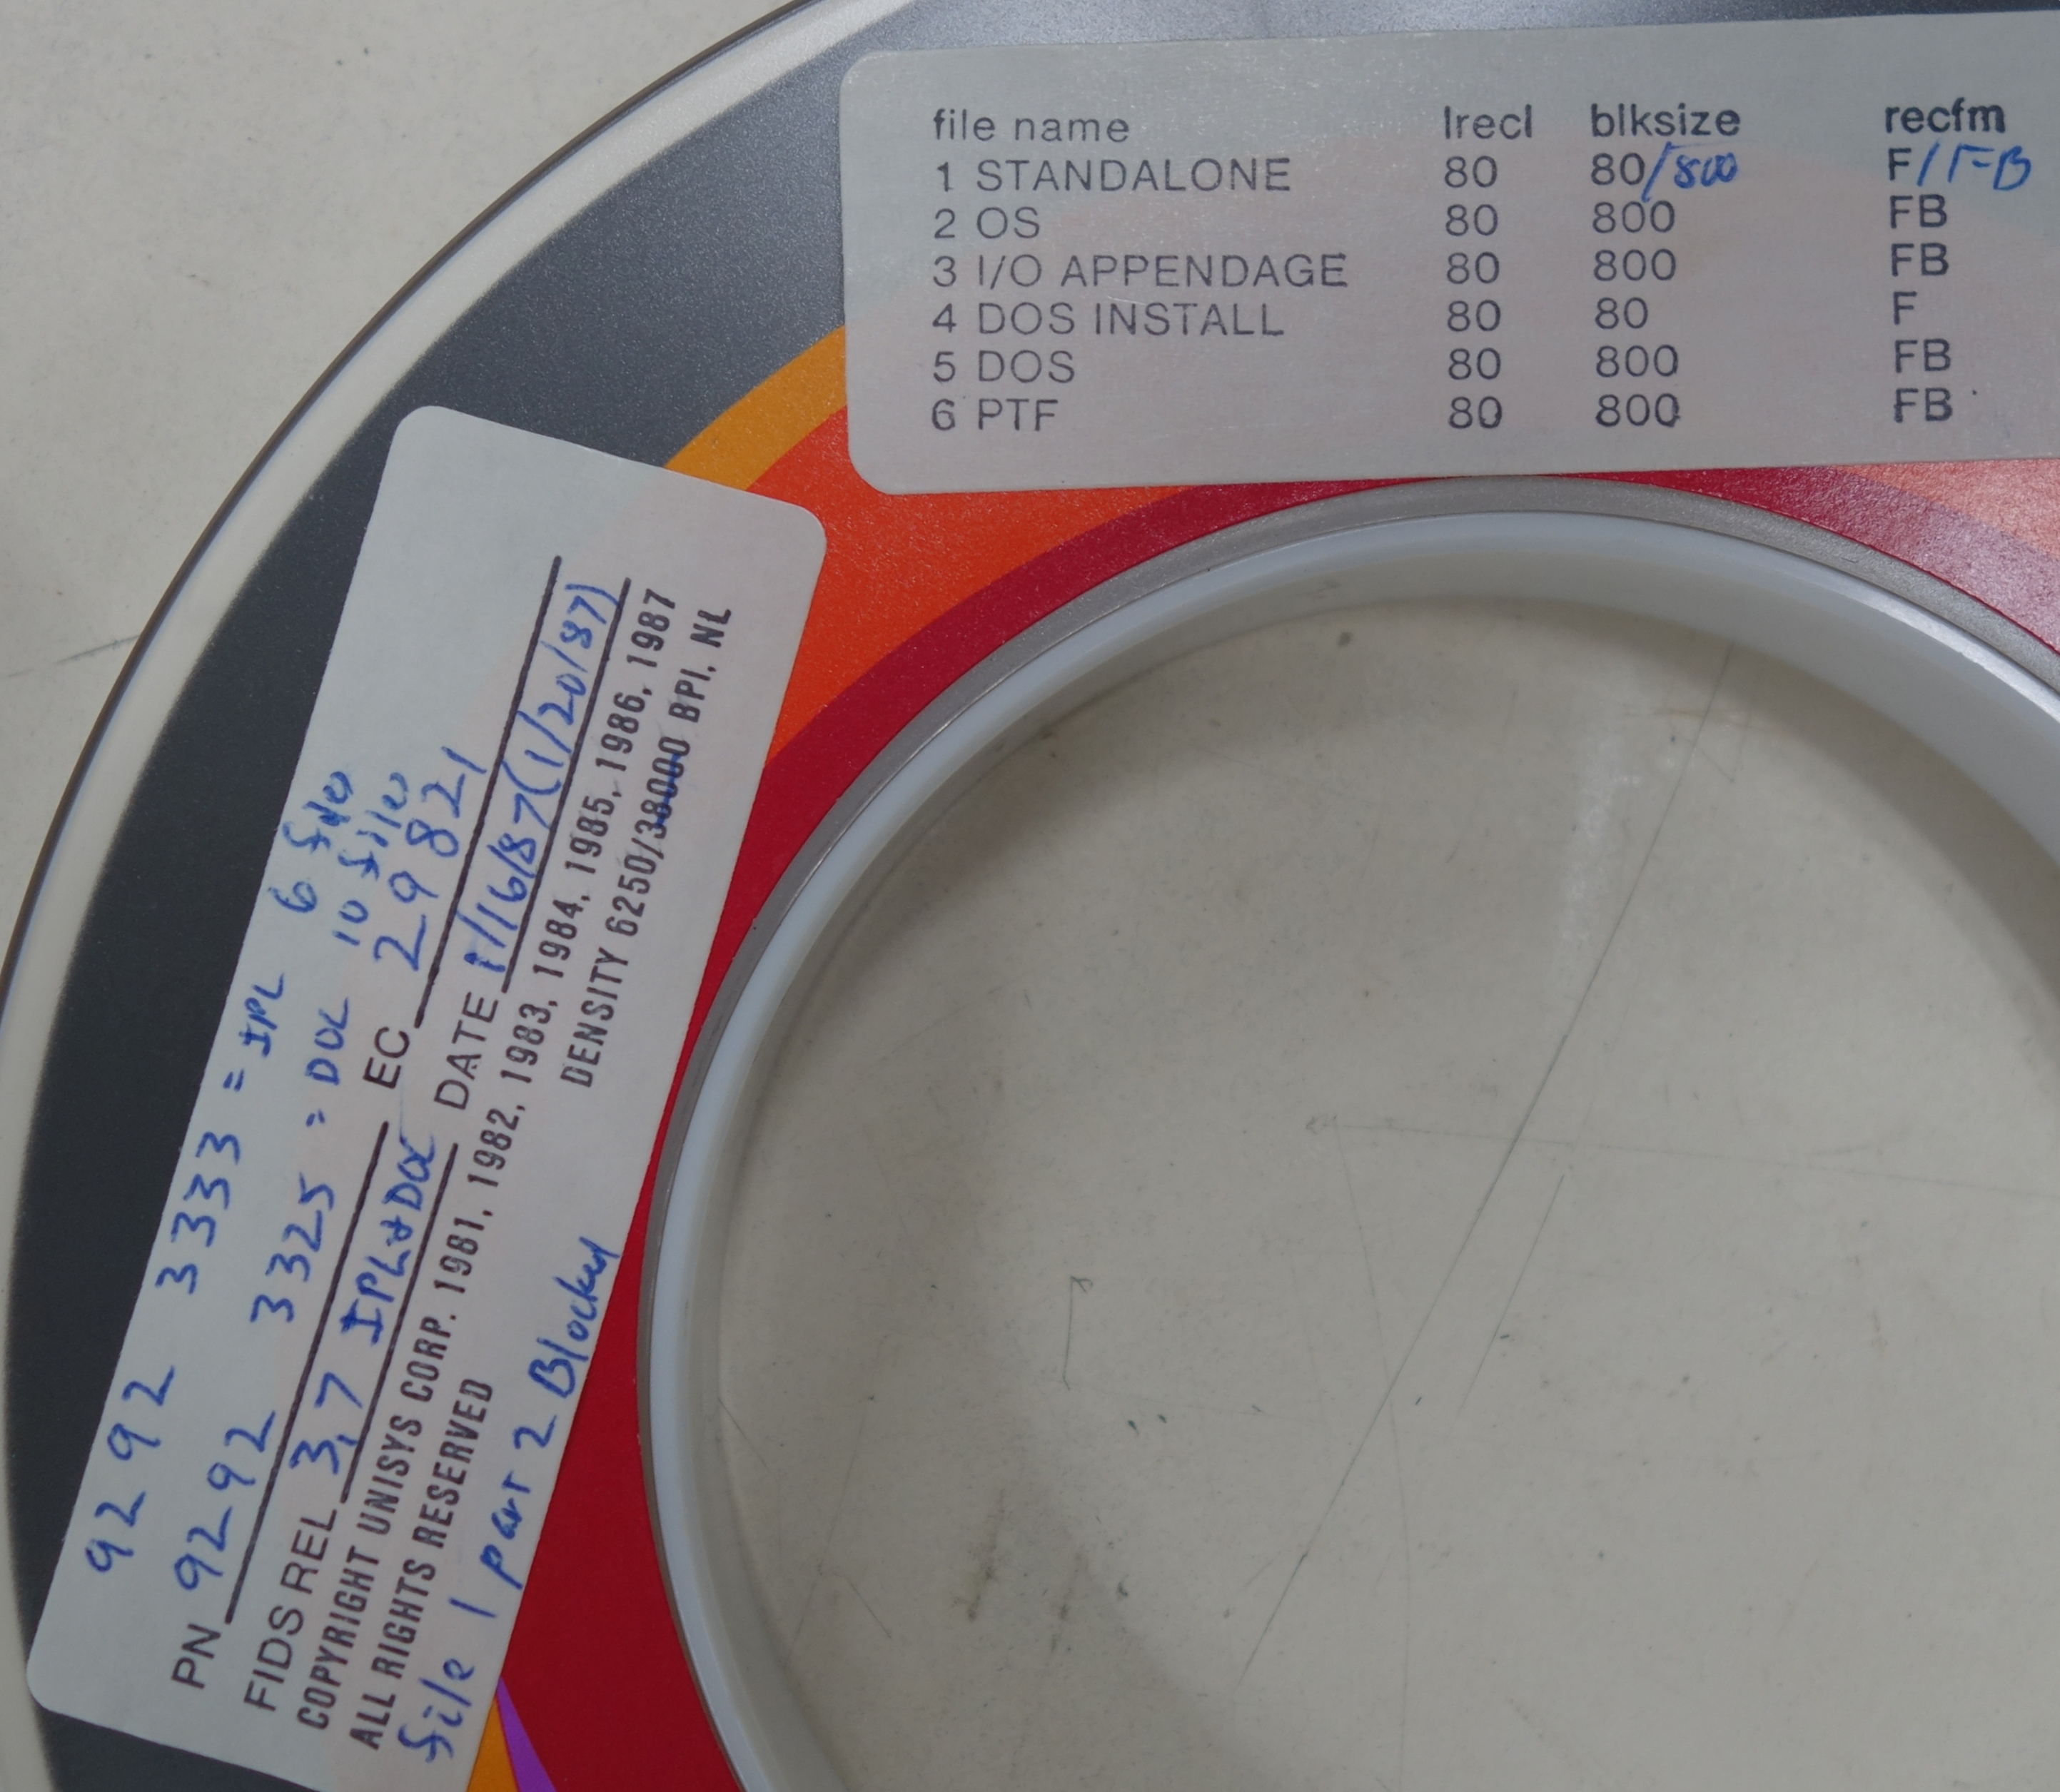 file name lrecl blksize recfm
1 STANDALONE 80 80/800 F/FB
2 OS 80 800 FB
3 I/O APPENDAGE 80 800 FB
4 DOS INSTALL 80 80 F
5 DOS 80 800 FB
6 PTF 80 800 FB
9292 3333 = IPL 6 files
PN 9292 3325 = DOC 10 files
EC 29821
FIDS REL 3,7 IPL & DOC DATE 1/16/87 (1/20/87)
COPYRIGHT UNISYS CORP. 1981, 1982, 1983, 1984, 1985, 1986, 1987
ALL RIGHTS RESERVED DENSITY 6250/38000 BPI, NL
file 1 part 2 Blocked